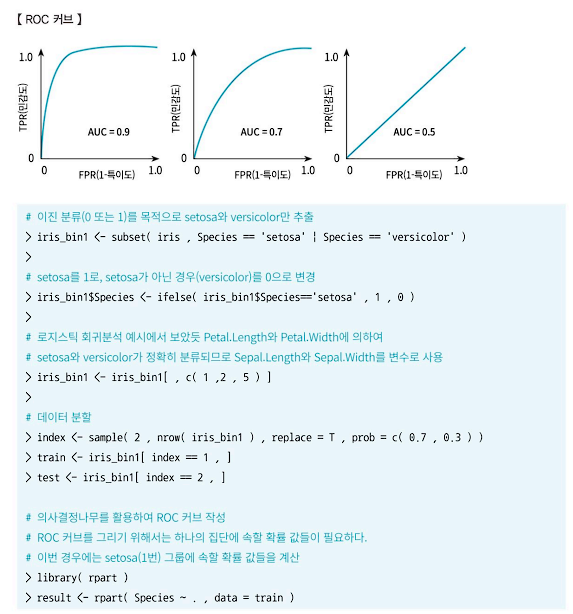 【 ROC 커브 】
1.0
TPR(민감도)
0
AUC = 0.9
0
FPR(1-특이도)
1.0
1.0
TPR(민감도)
0
AUC = 0.7
0
FPR(1-특이도)
1.0
1.0
TPR(민감도)
0
AUC = 0.5
0
FPR(1-특이도)
1.0
# 이진 분류(0 또는 1)를 목적으로 setosa와 versicolor만 추출
> iris_bin1 <- subset( iris , Species == 'setosa' | Species == 'versicolor' )
>
# setosa를 1로, setosa가 아닌 경우(versicolor)를 0으로 변경
> iris_bin1$Species <- ifelse( iris_bin1$Species=='setosa' , 1 , 0 )
>
# 로지스틱 회귀분석 예시에서 보았듯 Petal.Length와 Petal.Width에 의하여
# setosa와 versicolor가 정확히 분류되므로 Sepal.Length와 Sepal.Width를 변수로 사용
> iris_bin1 <- iris_bin1[ , c( 1 ,2 , 5 ) ]
>
# 데이터 분할
> index <- sample( 2 , nrow( iris_bin1 ) , replace = T , prob = c( 0.7 , 0.3 ) )
> train <- iris_bin1[ index == 1 , ]
> test <- iris_bin1[ index == 2 , ]
# 의사결정나무를 활용하여 ROC 커브 작성
# ROC 커브를 그리기 위해서는 하나의 집단에 속할 확률 값들이 필요하다.
# 이번 경우에는 setosa(1번) 그룹에 속할 확률 값들을 계산
> library( rpart )
> result <- rpart( Species ~ . , data = train )